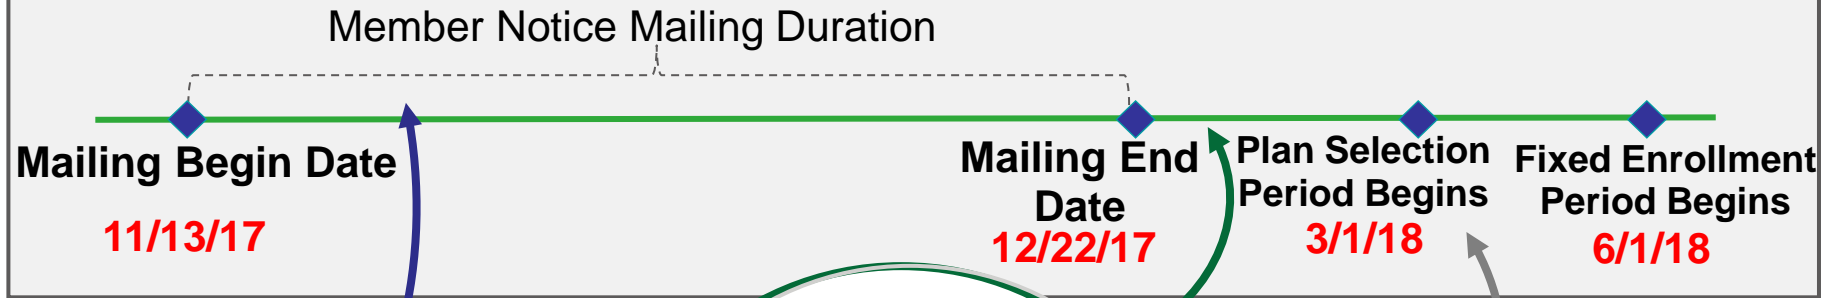 Member Notice Mailing Duration
Mailing Begin Date
11/13/17
Mailing End
Date
12/22/17
Plan Selection
Period Begins
3/1/18
Fixed Enrollment
Period Begins
6/1/18